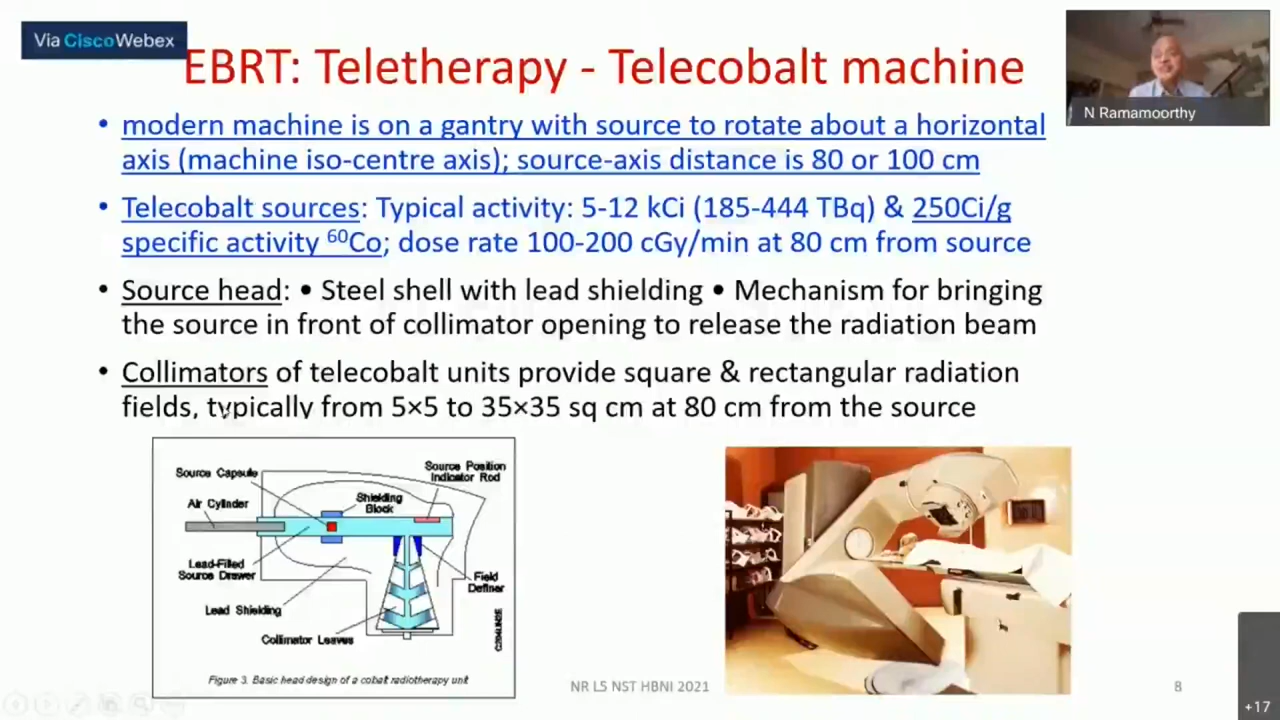 Via Cisco Webex
EBRT: Teletherapy - Telecobalt machine
N Ramamoorthy
• modern machine is on a gantry with source to rotate about a horizontal
axis (machine iso-centre axis); source-axis distance is 80 or 100 cm
• Telecobalt sources: Typical activity: 5-12 kCi (185-444 TBq) & 250Ci/g
specific activity ⁶⁰Co; dose rate 100-200 cGy/min at 80 cm from source
• Source head: • Steel shell with lead shielding • Mechanism for bringing
the source in front of collimator opening to release the radiation beam
• Collimators of telecobalt units provide square & rectangular radiation
fields, typically from 5×5 to 35×35 sq cm at 80 cm from the source
Source Capsule
Source Position
Indicator Rod
Air Cylinder
Shielding
Block
Lead-Filled
Source Drawer
Field
Definer
Lead Shielding
Collimator Leaves
Figure 3. Basic head design of a cobalt radiotherapy unit
NR L5 NST HBNI 2021
8
+17